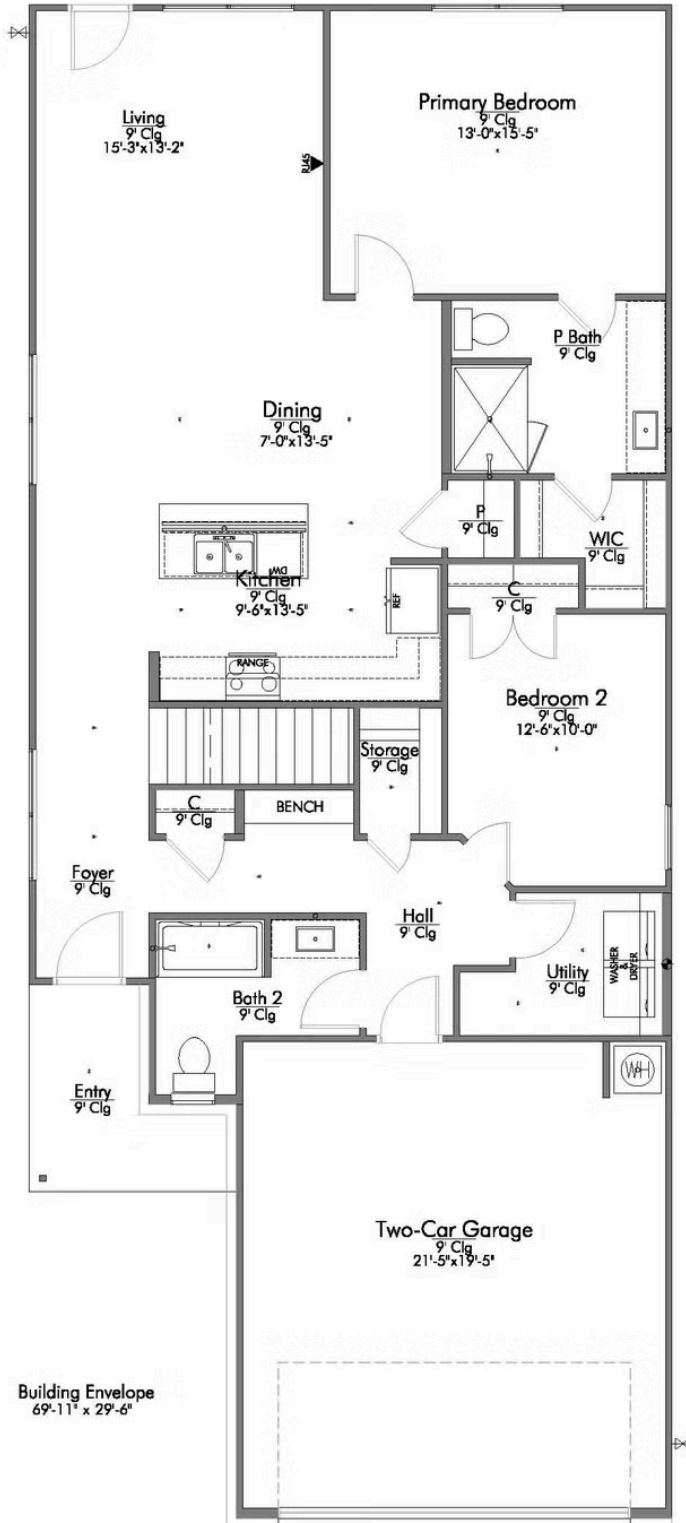 Living
9' Clg
15'-3"x13'-2"
Primary Bedroom
9' Clg
13'-0"x15'-5"
RJ45
P Bath
9' Clg
Dining
9' Clg
7'-0"x13'-5"
P
9' Clg
WIC
9' Clg
DW
Kitchen
9' Clg
9'-6"x13'-5"
REF
C
9' Clg
RANGE
Bedroom 2
9' Clg
12'-6"x10'-0"
Storage
9' Clg
C
9' Clg
BENCH
Foyer
9' Clg
Hall
9' Clg
Utility
9' Clg
WASHER
&
DRYER
Bath 2
9' Clg
WH
Entry
9' Clg
Two-Car Garage
9' Clg
21'-5"x19'-5"
Building Envelope
69'-11" x 29'-6"